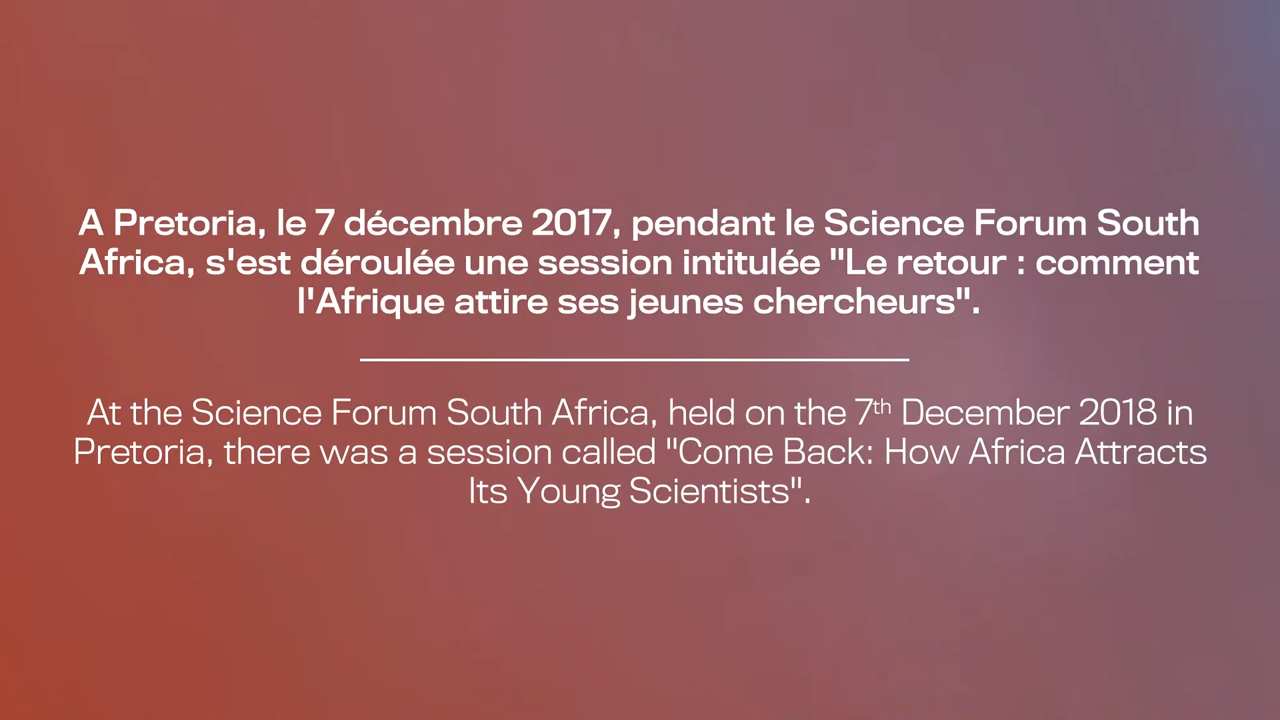 A Pretoria, le 7 décembre 2017, pendant le Science Forum South
Africa, s'est déroulée une session intitulée "Le retour : comment
l'Afrique attire ses jeunes chercheurs".
At the Science Forum South Africa, held on the 7th December 2018 in
Pretoria, there was a session called "Come Back: How Africa Attracts
Its Young Scientists".